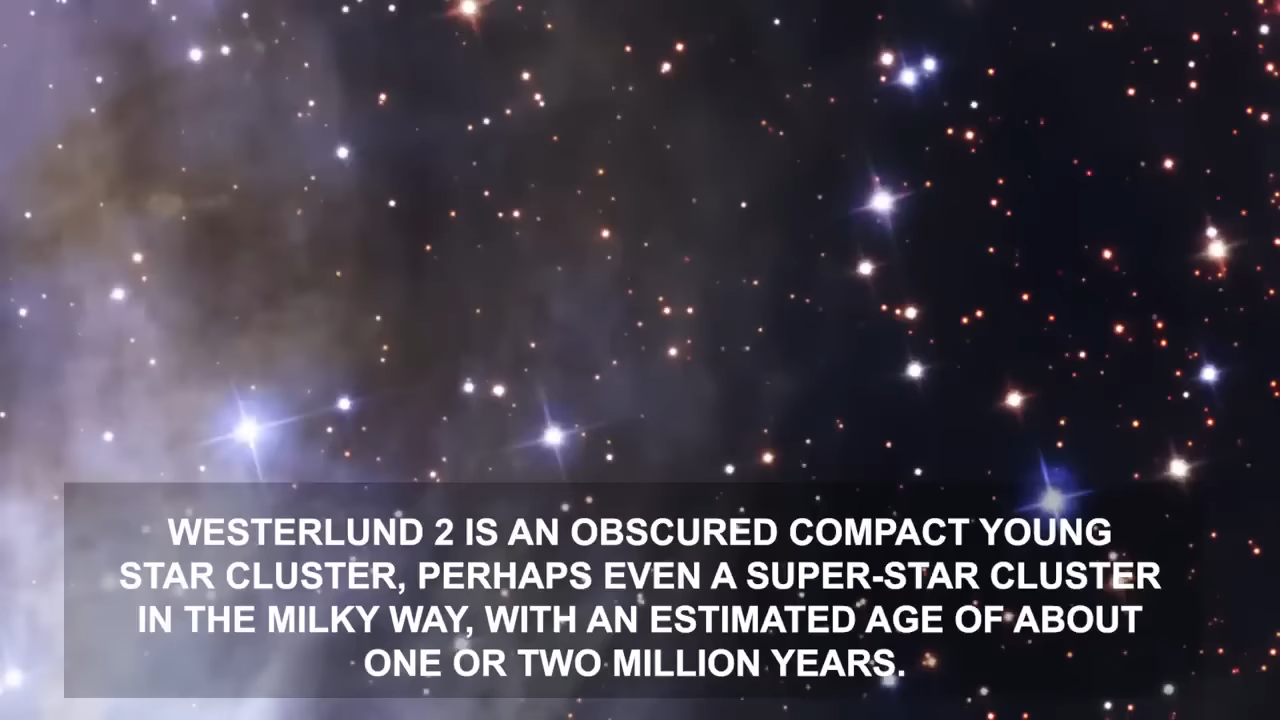 WESTERLUND 2 IS AN OBSCURED COMPACT YOUNG
STAR CLUSTER, PERHAPS EVEN A SUPER-STAR CLUSTER
IN THE MILKY WAY, WITH AN ESTIMATED AGE OF ABOUT
ONE OR TWO MILLION YEARS.